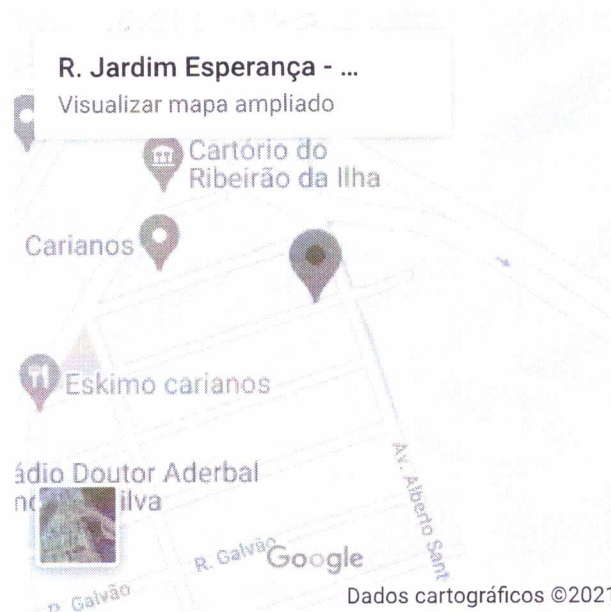 R. Jardim Esperança - ...
Visualizar mapa ampliado
Cartório do
Ribeirão da Ilha
Carianos
Eskimo carianos
ádio Doutor Aderbal
ilva
Av. Alberto Sant
R. Galvão
Google
R. Galvão
Dados cartográficos ©2021